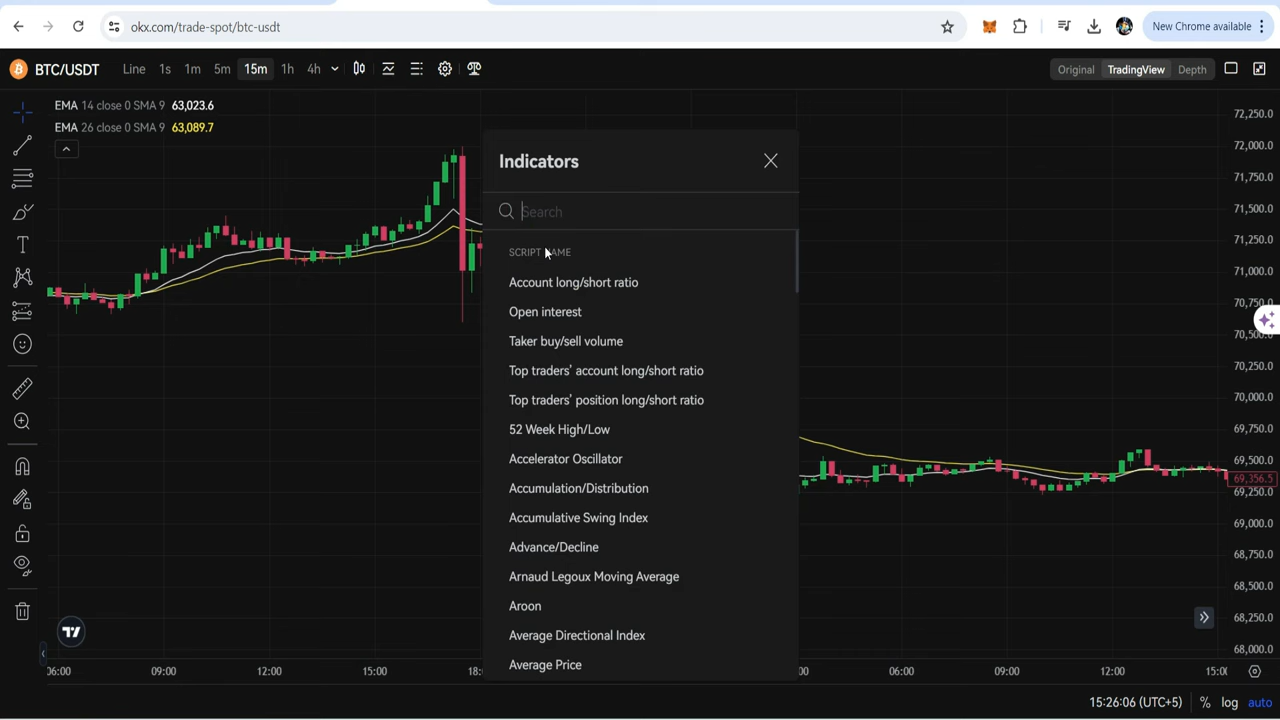 okx.com/trade-spot/btc-usdt
New Chrome available
BTC/USDT Line 1s 1m 5m 15m 1h 4h
Original TradingView Depth
EMA 14 close 0 SMA 9 63,023.6
EMA 26 close 0 SMA 9 63,089.7
Indicators
Search
SCRIPT NAME
Account long/short ratio
Open interest
Taker buy/sell volume
Top traders' account long/short ratio
Top traders' position long/short ratio
52 Week High/Low
Accelerator Oscillator
Accumulation/Distribution
Accumulative Swing Index
Advance/Decline
Arnaud Legoux Moving Average
Aroon
Average Directional Index
Average Price
72,250.0
72,000.0
71,750.0
71,500.0
71,250.0
71,000.0
70,750.0
70,500.0
70,250.0
70,000.0
69,750.0
69,500.0
69,356.5
69,250.0
69,000.0
68,750.0
68,500.0
68,250.0
68,000.0
06:00 09:00 12:00 15:00 18: 06:00 09:00 12:00 15:00
15:26:06 (UTC+5) % log auto